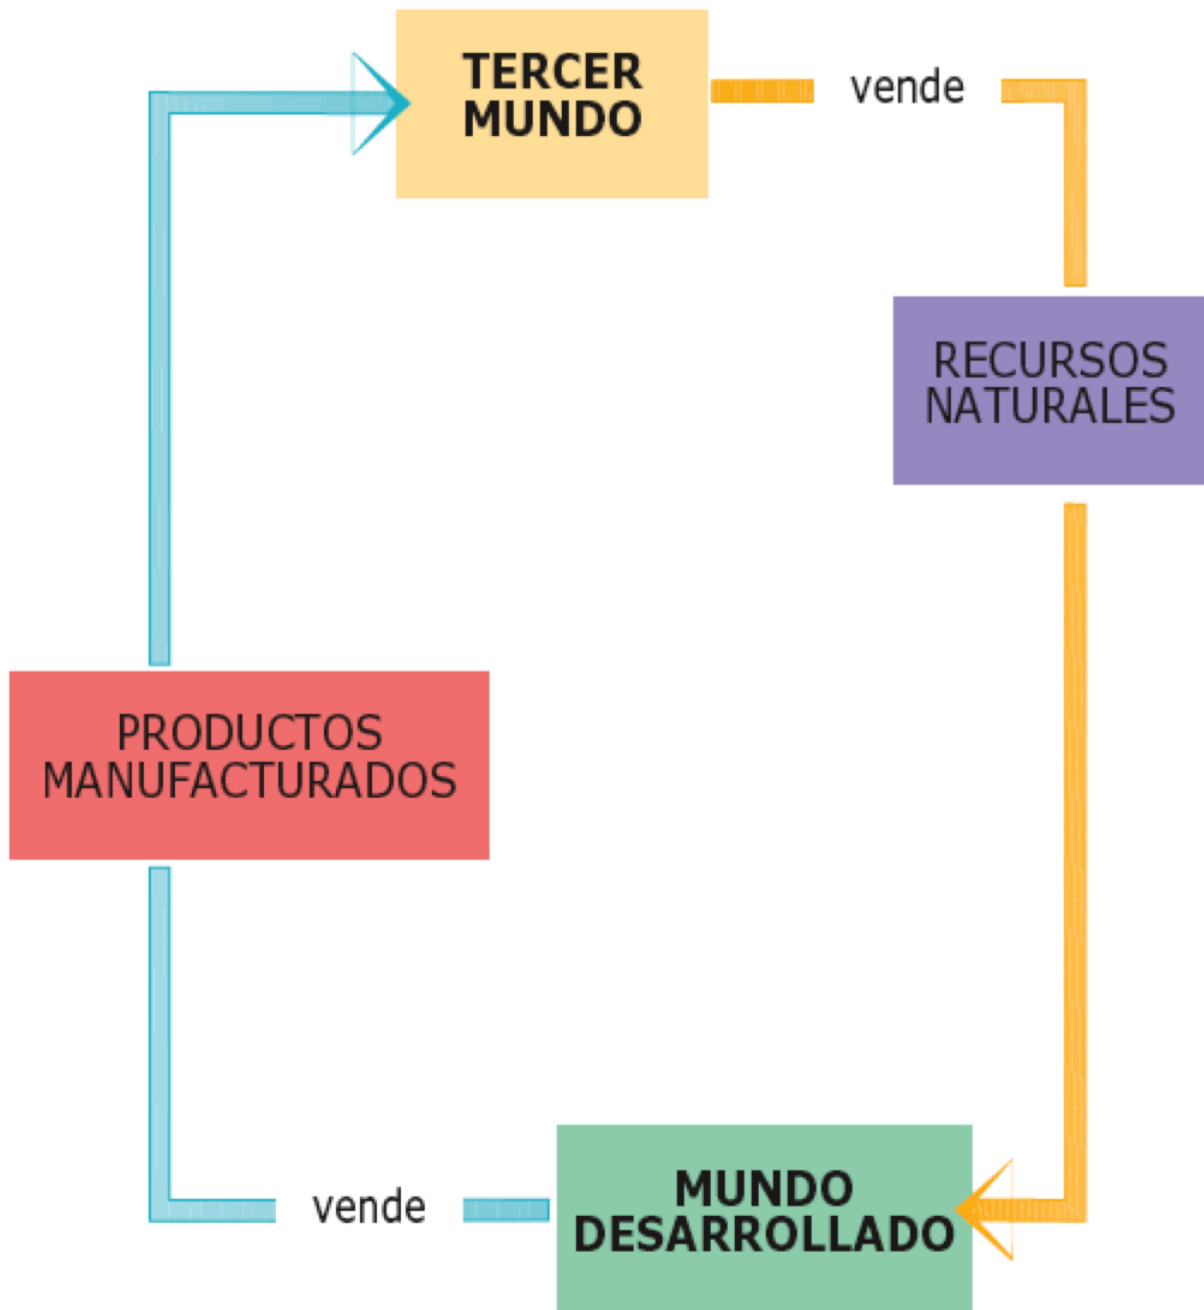 TERCER
MUNDO
vende
RECURSOS
NATURALES
PRODUCTOS
MANUFACTURADOS
vende
MUNDO
DESARROLLADO